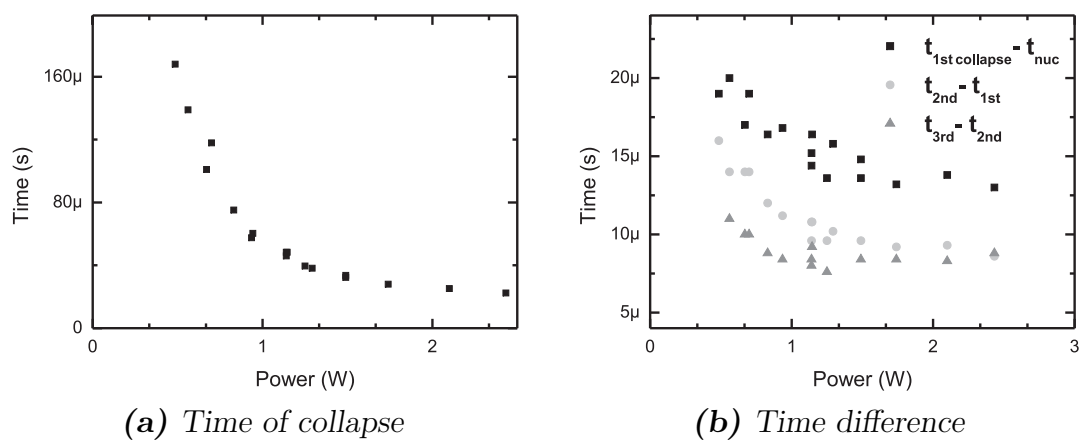 160µ
80µ
0
Time (s)
0
1
2
Power (W)
(a) Time of collapse
20µ
15µ
10µ
5µ
Time (s)
t1st collapse- tnuc
t2nd- t1st
t3rd- t2nd
0
1
2
3
Power (W)
(b) Time difference